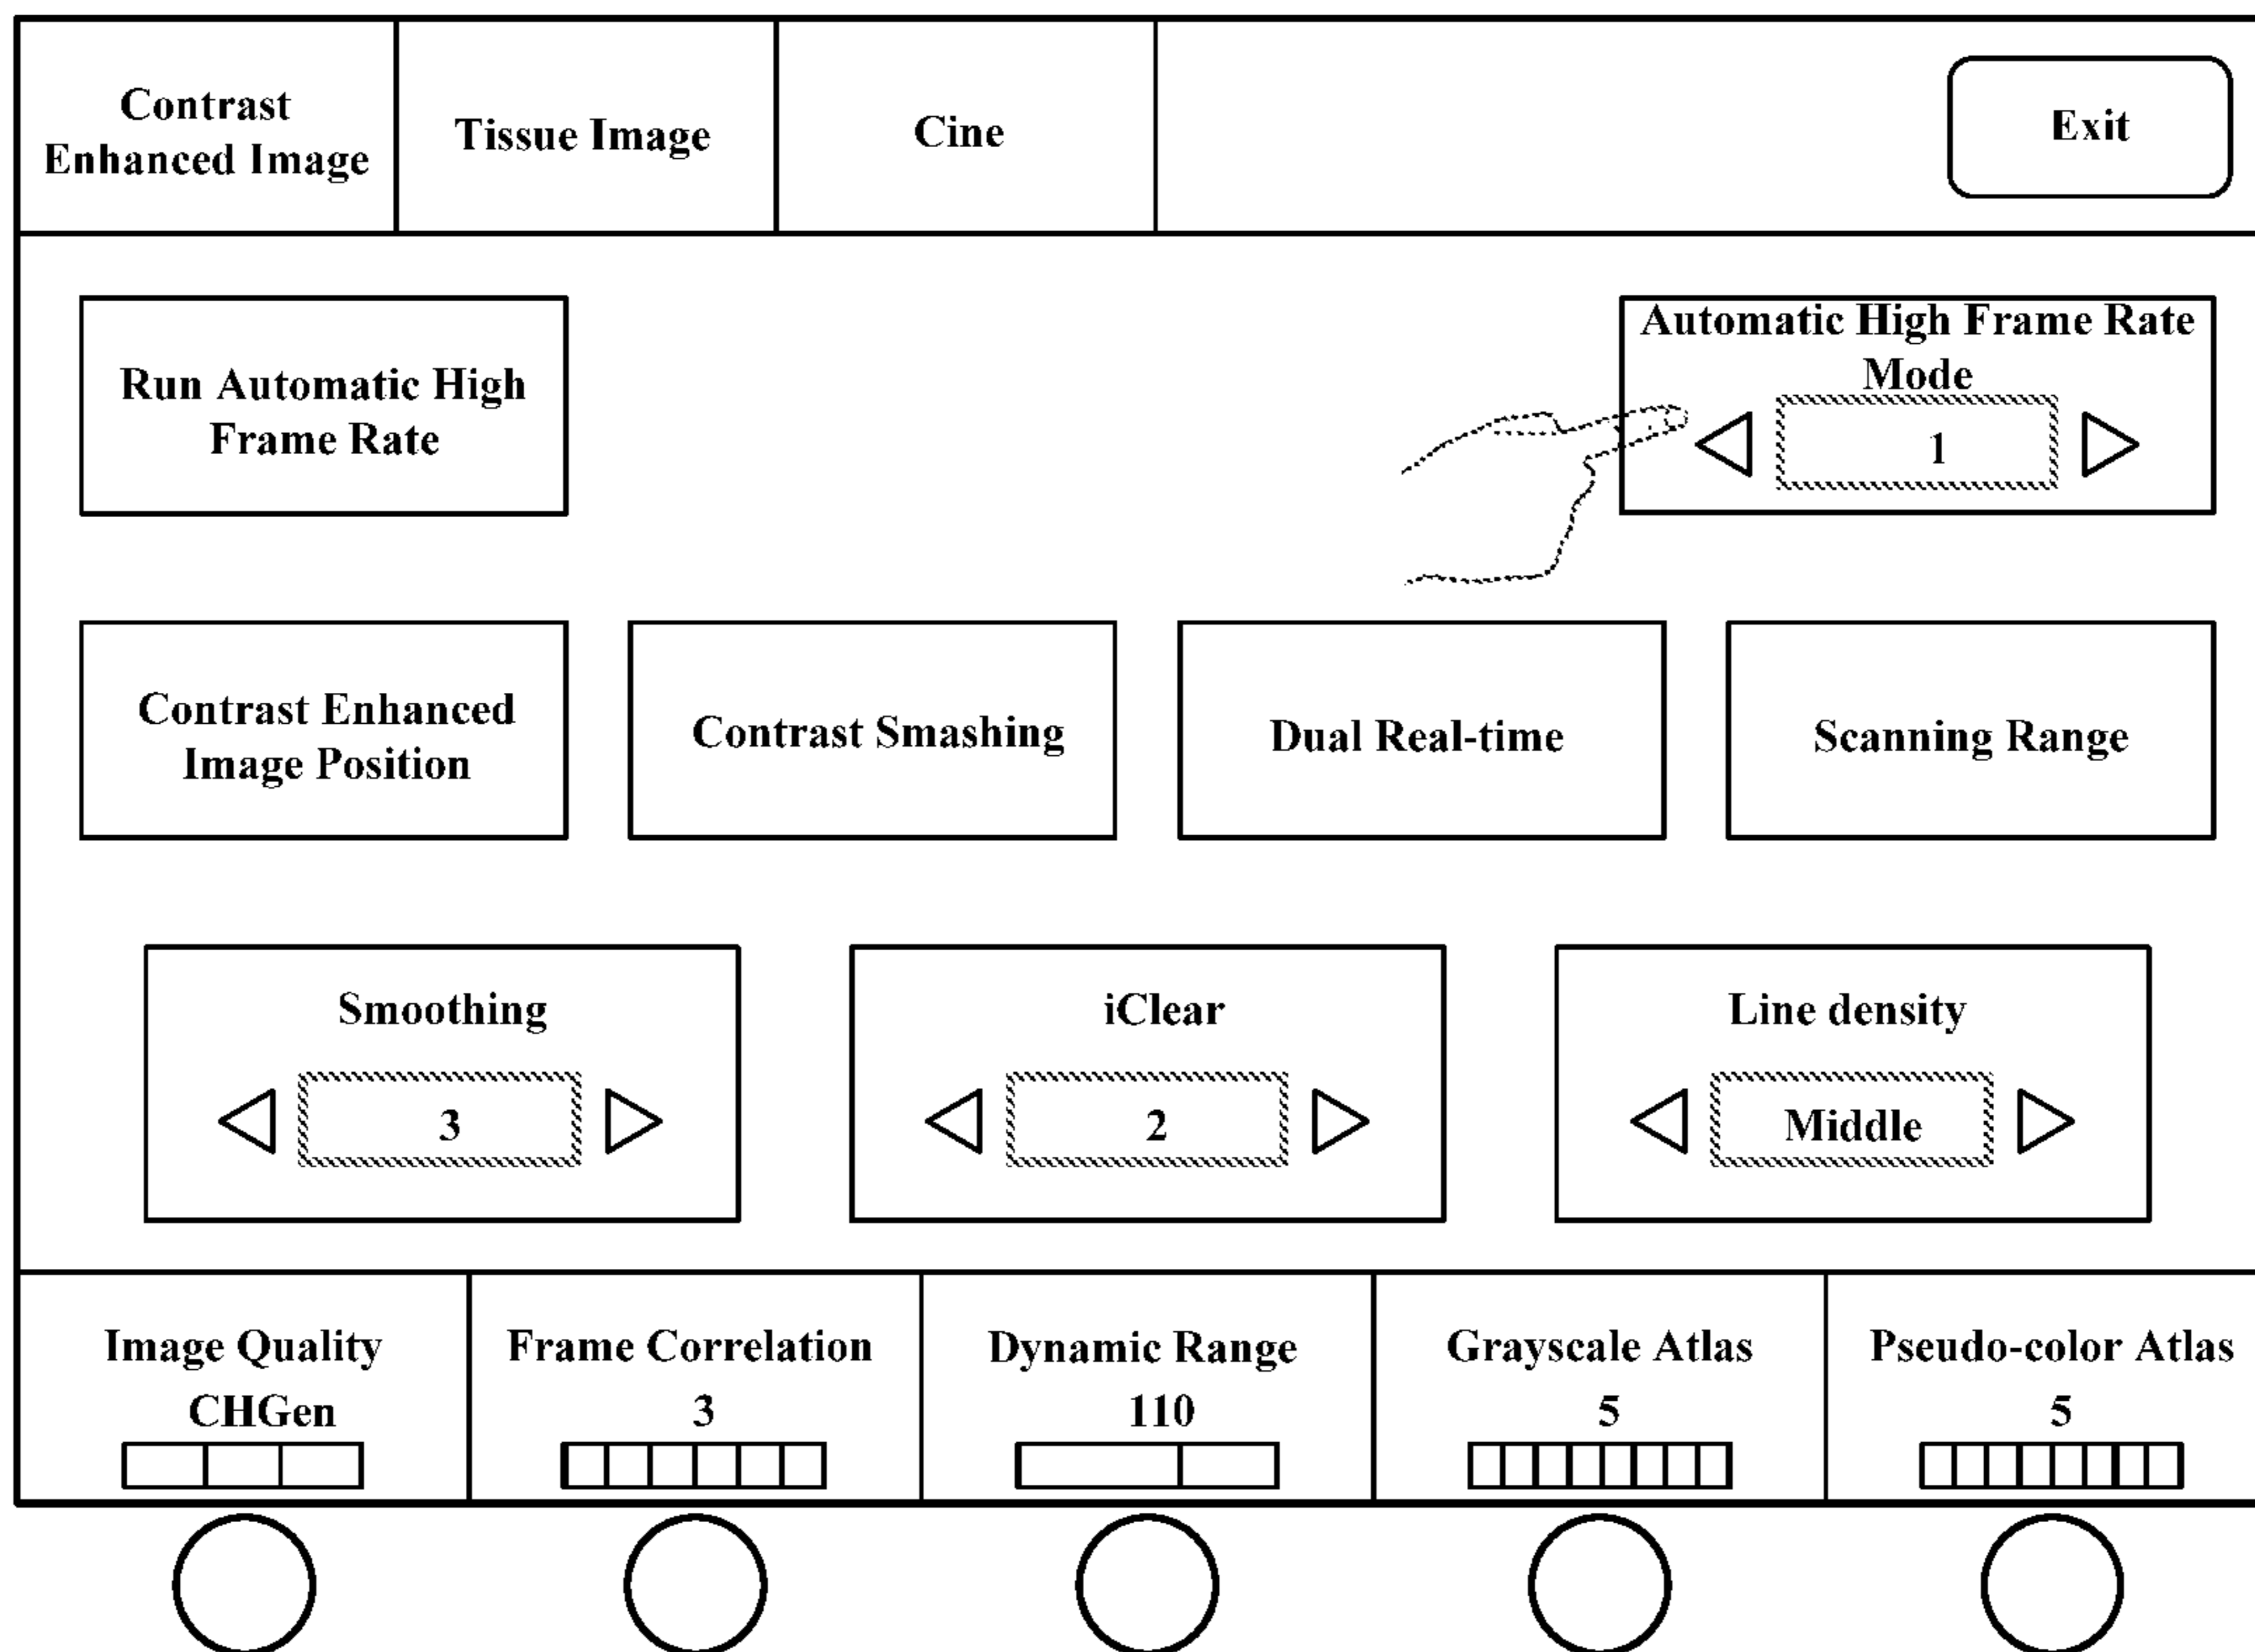 Contrast
Enhanced Image
Tissue Image
Cine
Exit
Run Automatic High
Frame Rate
Automatic High Frame Rate
Mode
1
Contrast Enhanced
Image Position
Contrast Smashing
Dual Real-time
Scanning Range
Smoothing
3
iClear
2
Line density
Middle
Image Quality
CHGen
Frame Correlation
3
Dynamic Range
110
Grayscale Atlas
5
Pseudo-color Atlas
5